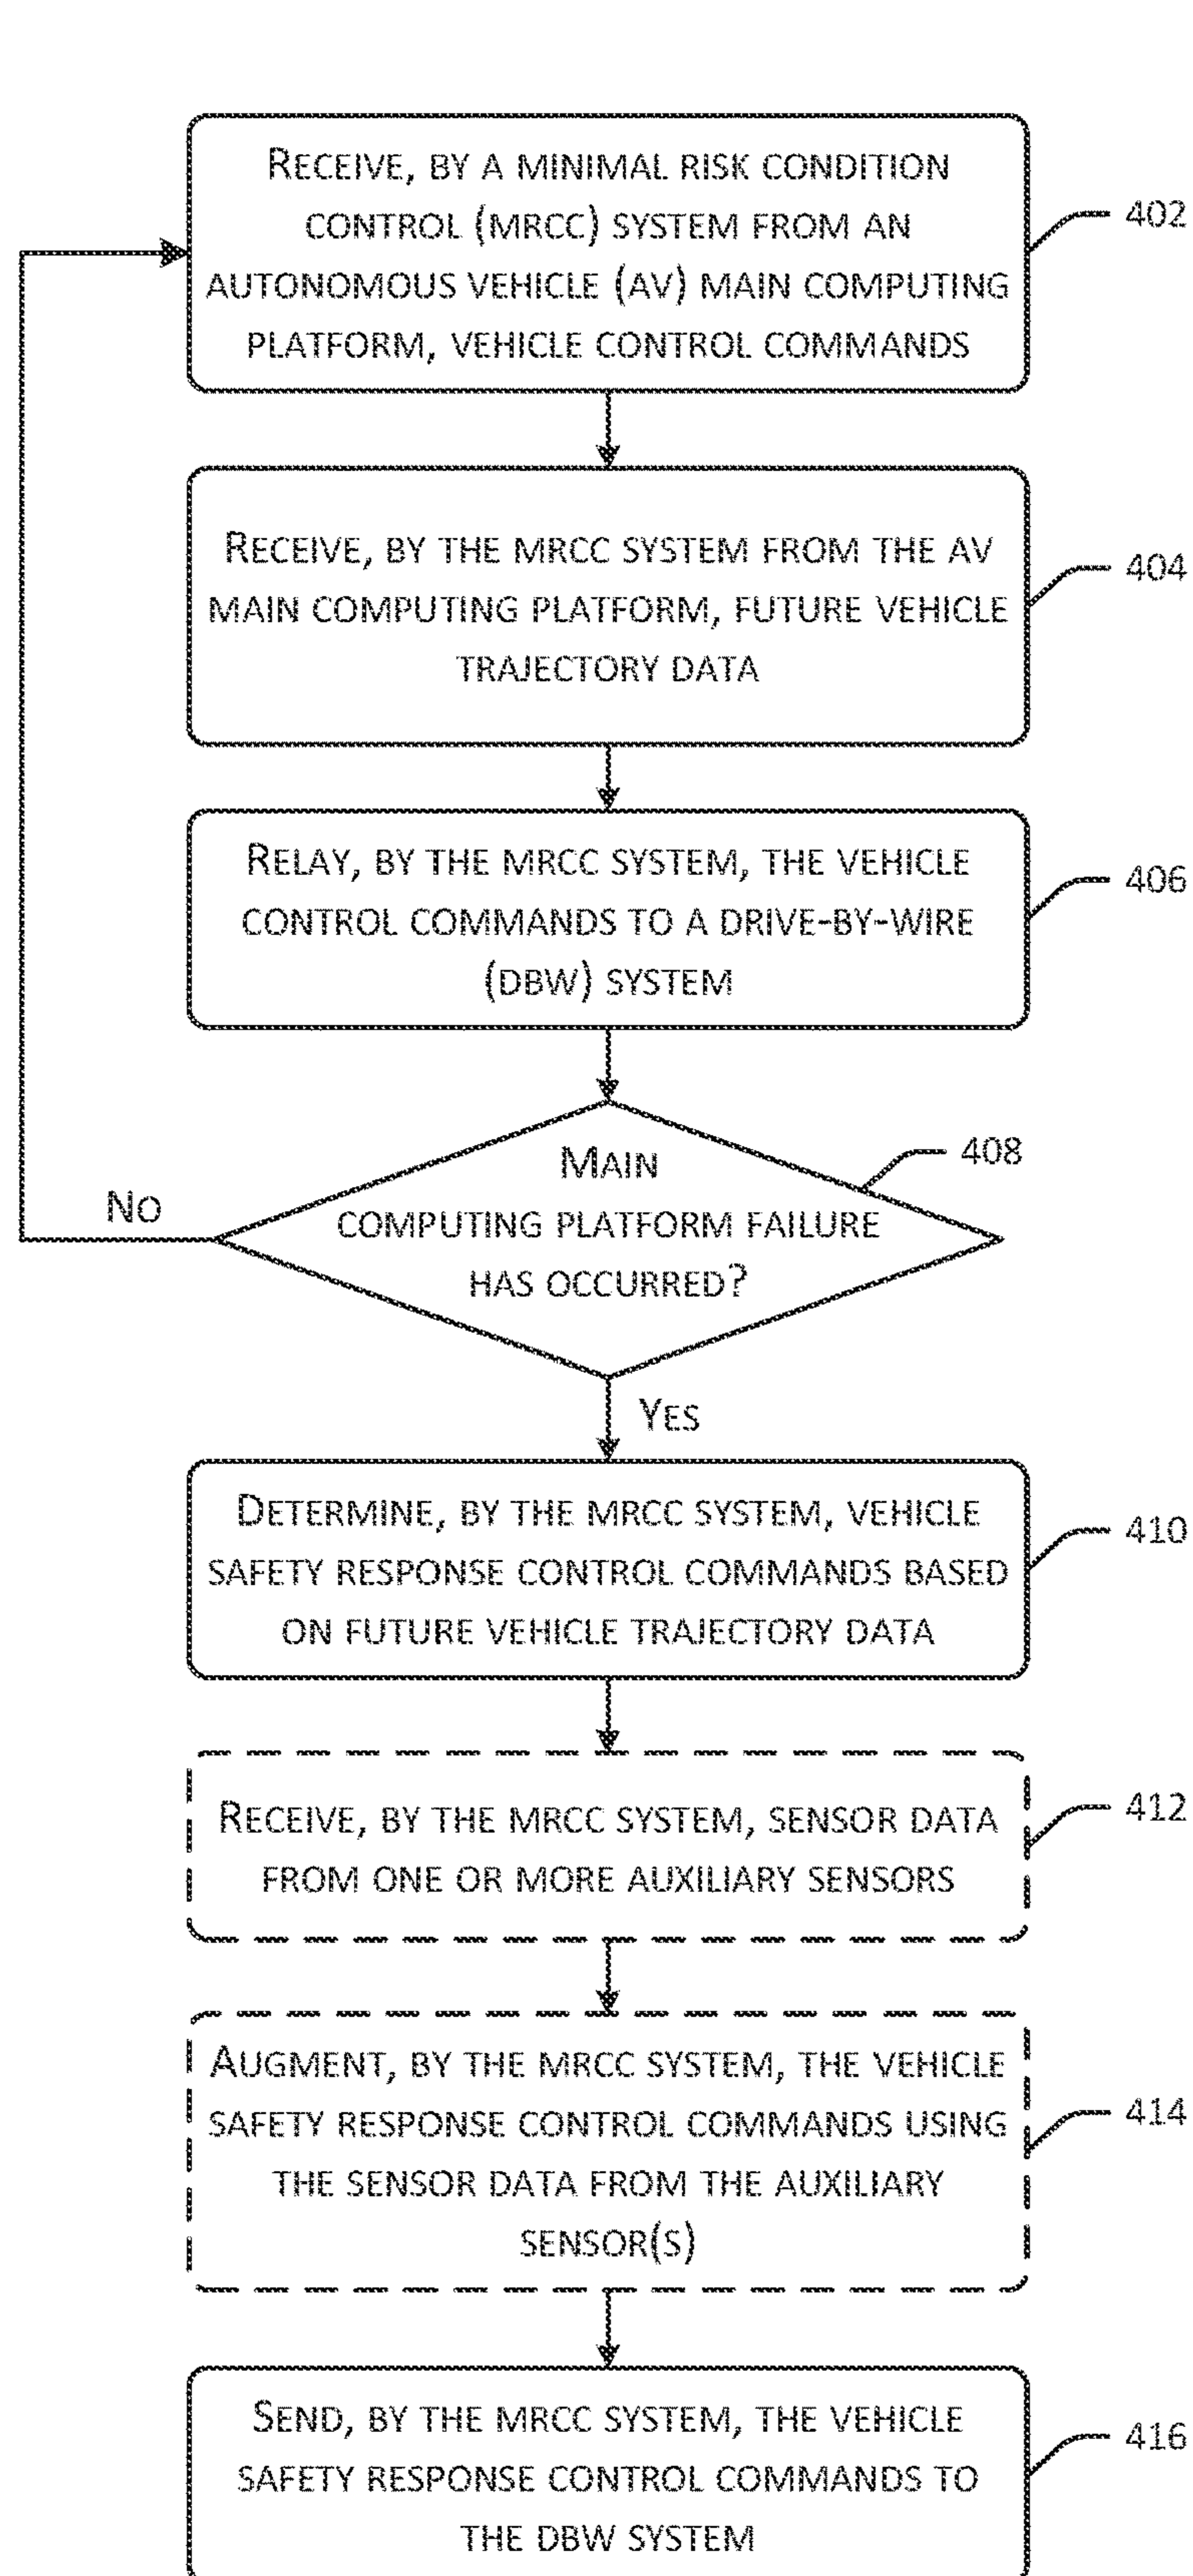 RECEIVE, BY A MINIMAL RISK CONDITION
CONTROL (MRCC) SYSTEM FROM AN
AUTONOMOUS VEHICLE (AV) MAIN COMPUTING
PLATFORM, VEHICLE CONTROL COMMANDS
402
RECEIVE, BY THE MRCC SYSTEM FROM THE AV
MAIN COMPUTING PLATFORM, FUTURE VEHICLE
TRAJECTORY DATA
404
RELAY, BY THE MRCC SYSTEM, THE VEHICLE
CONTROL COMMANDS TO A DRIVE-BY-WIRE
(DBW) SYSTEM
406
MAIN
COMPUTING PLATFORM FAILURE
HAS OCCURRED?
408
NO
YES
DETERMINE, BY THE MRCC SYSTEM, VEHICLE
SAFETY RESPONSE CONTROL COMMANDS BASED
ON FUTURE VEHICLE TRAJECTORY DATA
410
RECEIVE, BY THE MRCC SYSTEM, SENSOR DATA
FROM ONE OR MORE AUXILIARY SENSORS
412
AUGMENT, BY THE MRCC SYSTEM, THE VEHICLE
SAFETY RESPONSE CONTROL COMMANDS USING
THE SENSOR DATA FROM THE AUXILIARY
SENSOR(S)
414
SEND, BY THE MRCC SYSTEM, THE VEHICLE
SAFETY RESPONSE CONTROL COMMANDS TO
THE DBW SYSTEM
416